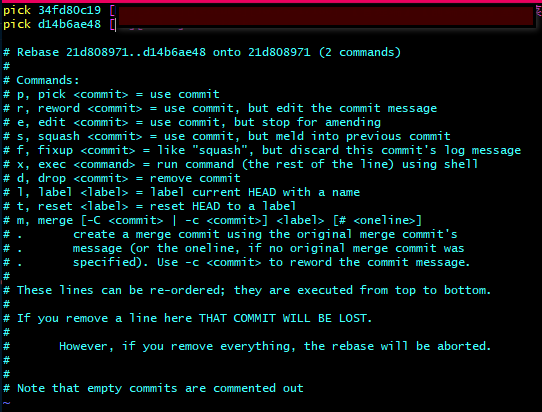 pick 34fd80c19 [
pick d14b6ae48 [
# Rebase 21d808971..d14b6ae48 onto 21d808971 (2 commands)
#
# Commands:
# p, pick <commit> = use commit
# r, reword <commit> = use commit, but edit the commit message
# e, edit <commit> = use commit, but stop for amending
# s, squash <commit> = use commit, but meld into previous commit
# f, fixup <commit> = like "squash", but discard this commit's log message
# x, exec <command> = run command (the rest of the line) using shell
# d, drop <commit> = remove commit
# l, label <label> = label current HEAD with a name
# t, reset <label> = reset HEAD to a label
# m, merge [-C <commit> | -c <commit>] <label> [# <oneline>]
# .       create a merge commit using the original merge commit's
# .       message (or the oneline, if no original merge commit was
# .       specified). Use -c <commit> to reword the commit message.
#
# These lines can be re-ordered; they are executed from top to bottom.
#
# If you remove a line here THAT COMMIT WILL BE LOST.
#
#       However, if you remove everything, the rebase will be aborted.
#
#
# Note that empty commits are commented out
~